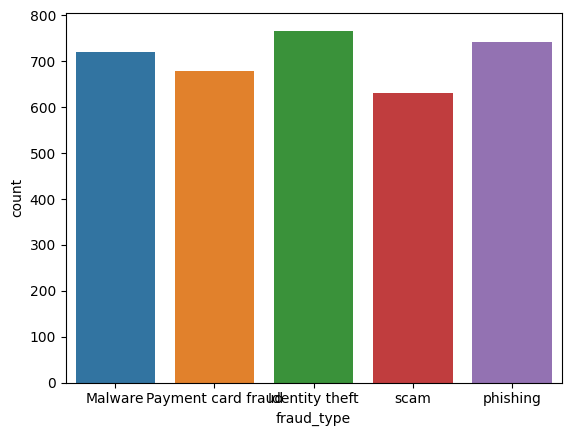 800
700
600
500
400
300
200
100
0
count
Malware
Payment card fraud
Identity theft
scam
phishing
fraud_type